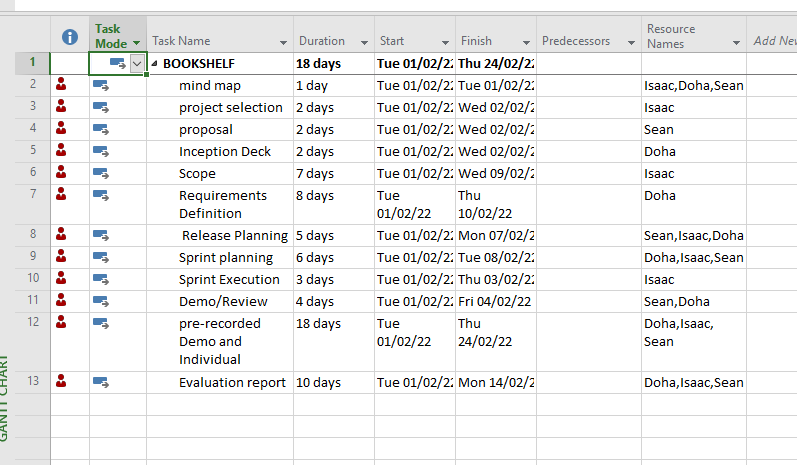 Task Mode Task Name Duration Start Finish Predecessors Resource Names Add New
1 BOOKSHELF 18 days Tue 01/02/22 Thu 24/02/22
2 mind map 1 day Tue 01/02/22 Tue 01/02/22 Isaac,Doha,Sean
3 project selection 2 days Tue 01/02/22 Wed 02/02/22 Isaac
4 proposal 2 days Tue 01/02/22 Wed 02/02/22 Sean
5 Inception Deck 2 days Tue 01/02/22 Wed 02/02/22 Doha
6 Scope 7 days Tue 01/02/22 Wed 09/02/22 Isaac
7 Requirements 8 days Tue Thu Doha
Definition 01/02/22 10/02/22
8 Release Planning 5 days Tue 01/02/22 Mon 07/02/22 Sean,Isaac,Doha
9 Sprint planning 6 days Tue 01/02/22 Tue 08/02/22 Doha,Isaac,Sean
10 Sprint Execution 3 days Tue 01/02/22 Thu 03/02/22 Isaac
11 Demo/Review 4 days Tue 01/02/22 Fri 04/02/22 Sean,Doha
12 pre-recorded 18 days Tue Thu Doha,Isaac,
Demo and 01/02/22 24/02/22 Sean
Individual
13 Evaluation report 10 days Tue 01/02/22 Mon 14/02/22 Doha,Isaac,Sean
GANTT CHART